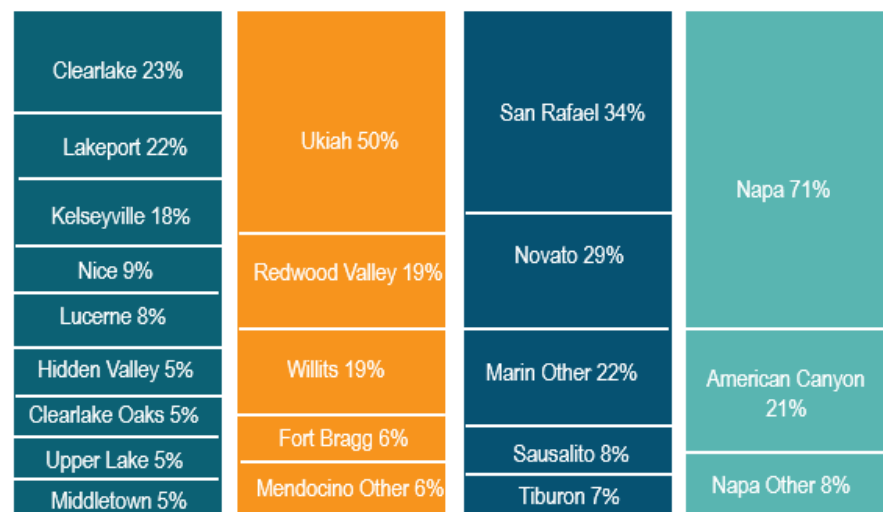 Clearlake 23%
Lakeport 22%
Kelseyville 18%
Nice 9%
Lucerne 8%
Hidden Valley 5%
Clearlake Oaks 5%
Upper Lake 5%
Middletown 5%
Ukiah 50%
Redwood Valley 19%
Willits 19%
Fort Bragg 6%
Mendocino Other 6%
San Rafael 34%
Novato 29%
Marin Other 22%
Sausalito 8%
Tiburon 7%
Napa 71%
American Canyon
21%
Napa Other 8%